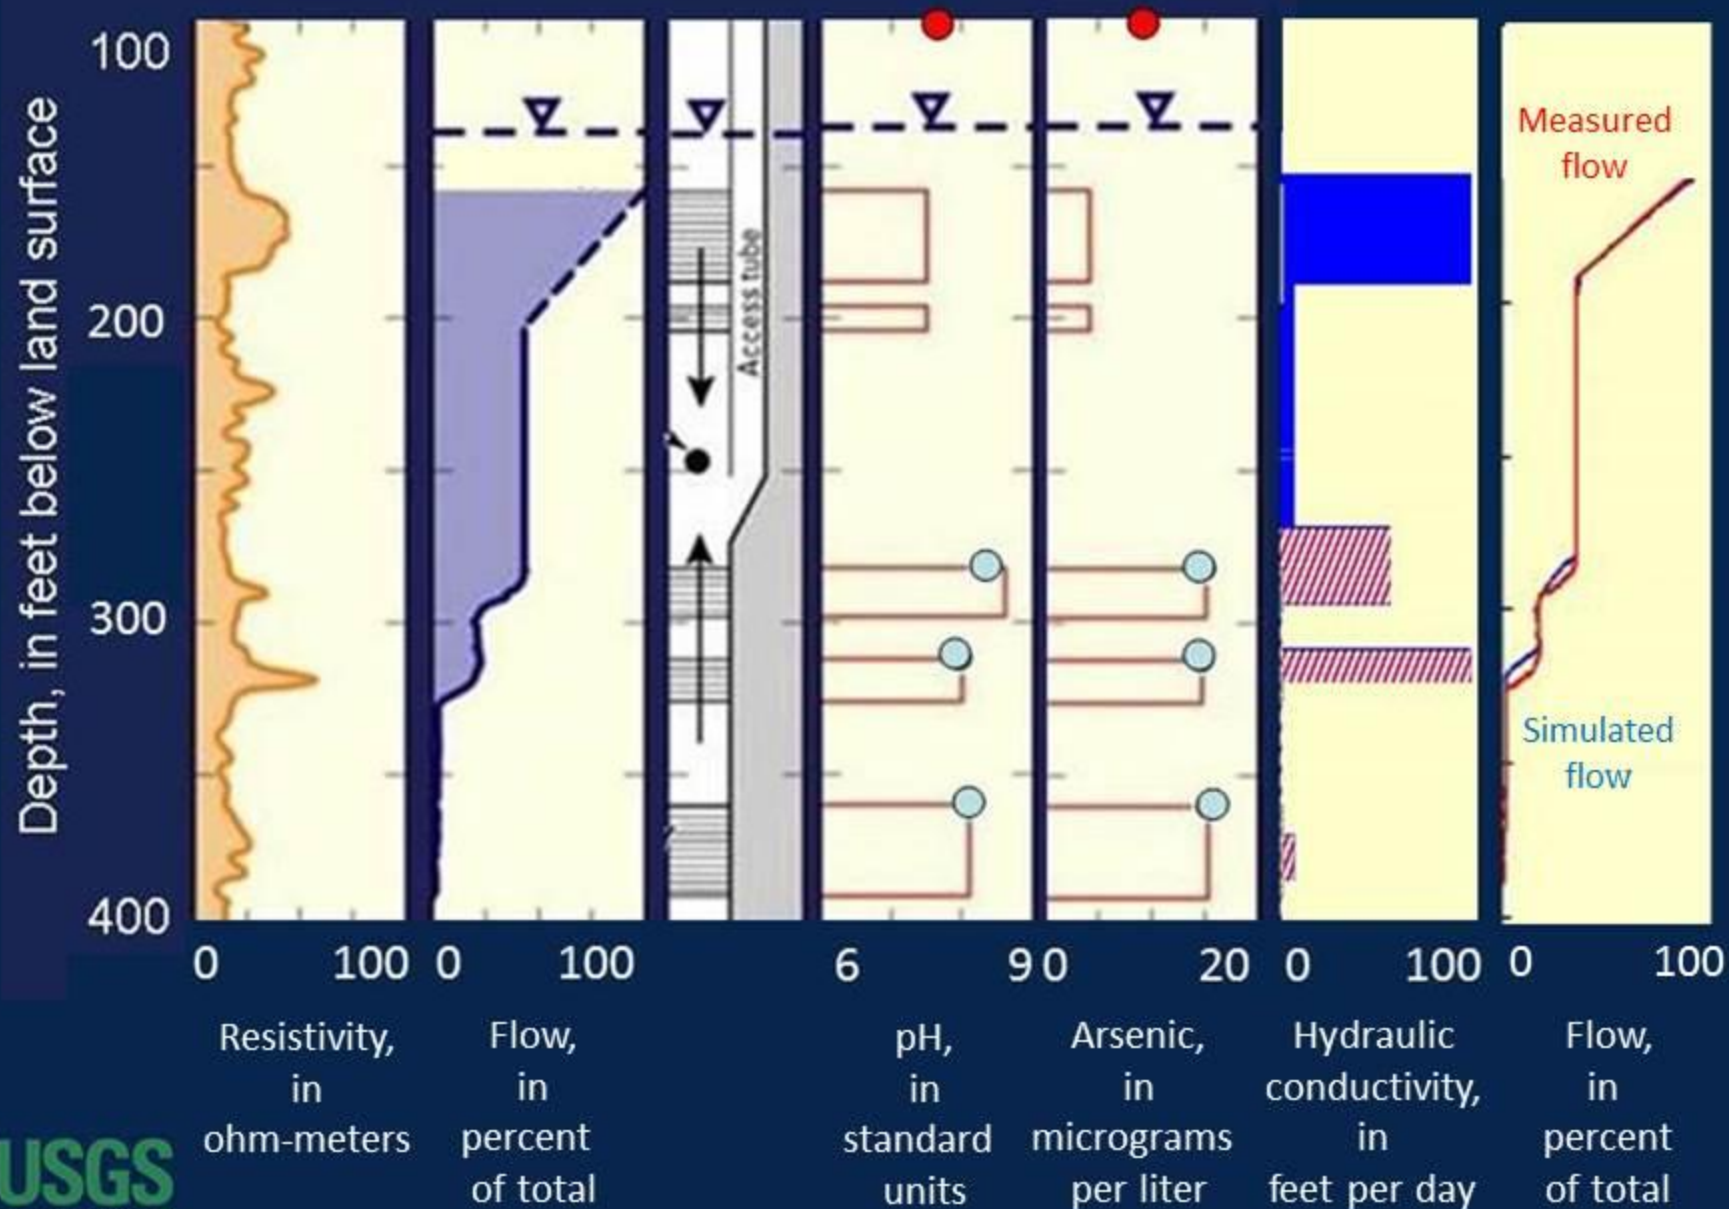 Depth, in feet below land surface
100
200
300
400
Access tube
Measured
flow
Simulated
flow
0 100
0 100
6 9
0 20
0 100
0 100
Resistivity,
in
ohm-meters
Flow,
in
percent
of total
pH,
in
standard
units
Arsenic,
in
micrograms
per liter
Hydraulic
conductivity,
in
feet per day
Flow,
in
percent
of total
USGS